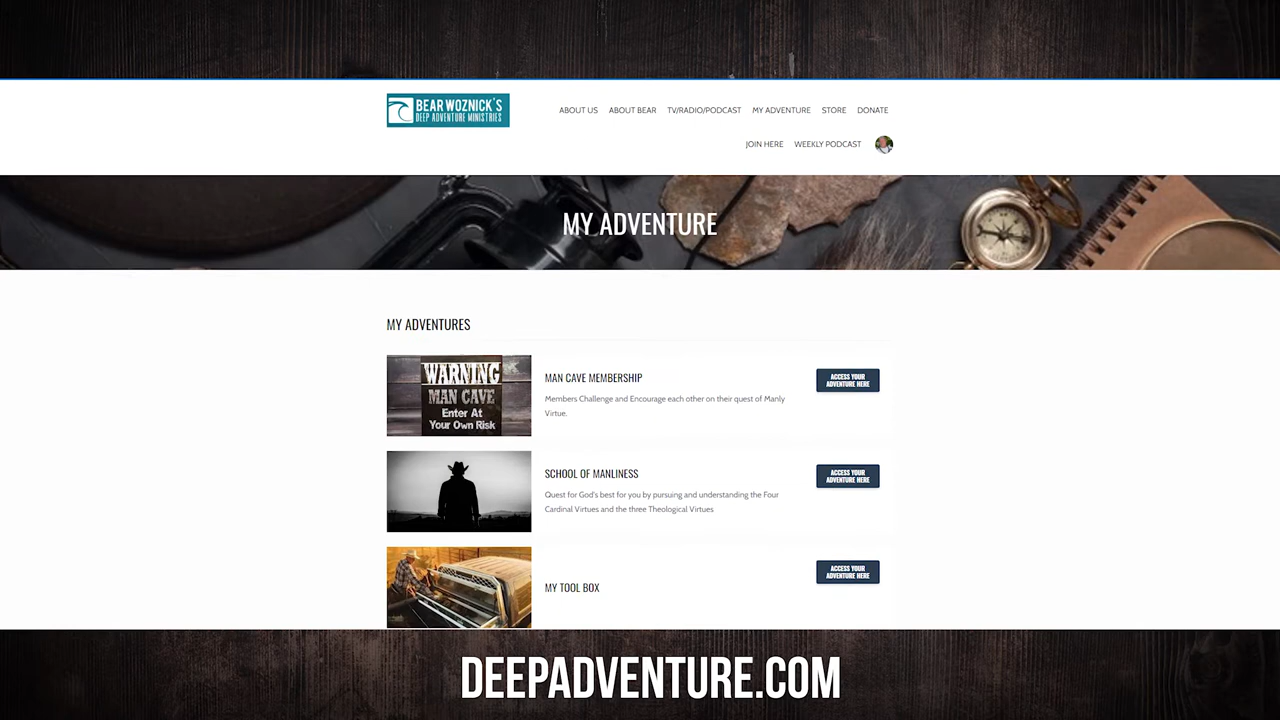 BEAR WOZNICK'S
DEEP ADVENTURE MINISTRIES
ABOUT US ABOUT BEAR TV/RADIO/PODCAST MY ADVENTURE STORE DONATE
JOIN HERE WEEKLY PODCAST
MY ADVENTURE
MY ADVENTURES
WARNING
MAN CAVE
Enter At
Your Own Risk
MAN CAVE MEMBERSHIP
Members Challenge and Encourage each other on their quest of Manly
Virtue.
ACCESS YOUR
ADVENTURE HERE
SCHOOL OF MANLINESS
Quest for God's best for you by pursuing and understanding the Four
Cardinal Virtues and the three Theological Virtues
ACCESS YOUR
ADVENTURE HERE
MY TOOL BOX
ACCESS YOUR
ADVENTURE HERE
DEEPADVENTURE.COM